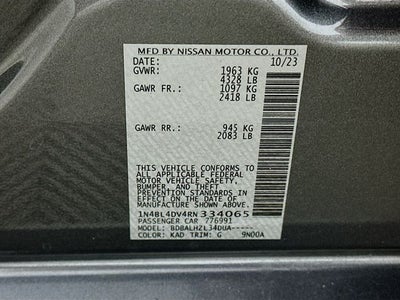 MFD BY NISSAN MOTOR CO., LTD.
DATE: 10/23
GVWR: 1963 KG
4328 LB
GAWR FR.: 1097 KG
2418 LB
GAWR RR.: 945 KG
2083 LB
THIS VEHICLE CONFORMS TO
ALL APPLICABLE FEDERAL
MOTOR VEHICLE SAFETY,
BUMPER, AND THEFT
PREVENTION STANDARDS
IN EFFECT ON THE DATE OF
MANUFACTURE SHOWN ABOVE.
1N4BL4DV4RN334065
PASSENGER CAR 776991
MODEL: BDBALHZL34DUA-----
COLOR: KAD TRIM: G 9N00A